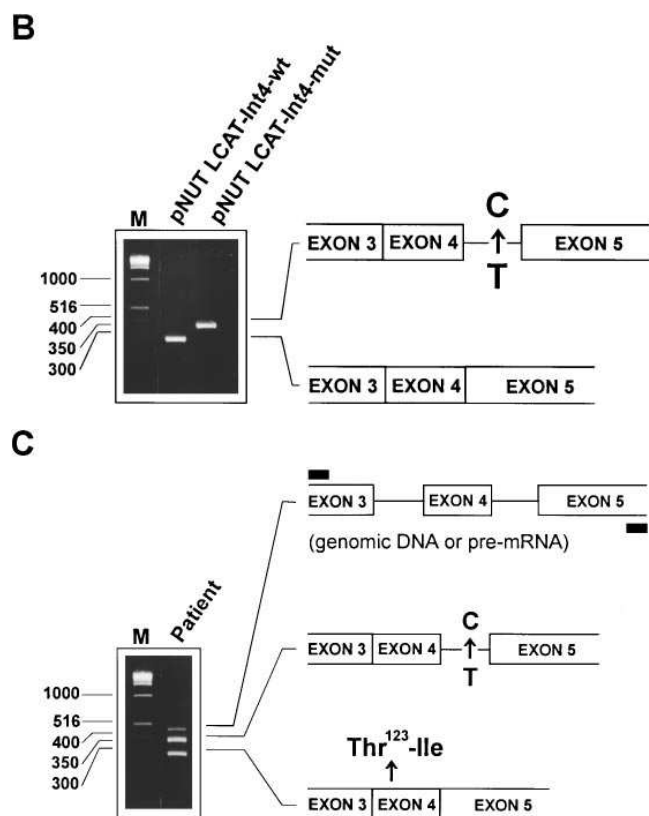 B
pNUT LCAT-Int4-wt
pNUT LCAT-Int4-mut
M
1000
516
400
350
300
C
T
EXON 3 EXON 4 EXON 5
EXON 3 EXON 4 EXON 5
C
EXON 3 EXON 4 EXON 5
(genomic DNA or pre-mRNA)
M
Patient
1000
516
400
350
300
C
T
EXON 3 EXON 4 EXON 5
Thr123-Ile
EXON 3 EXON 4 EXON 5